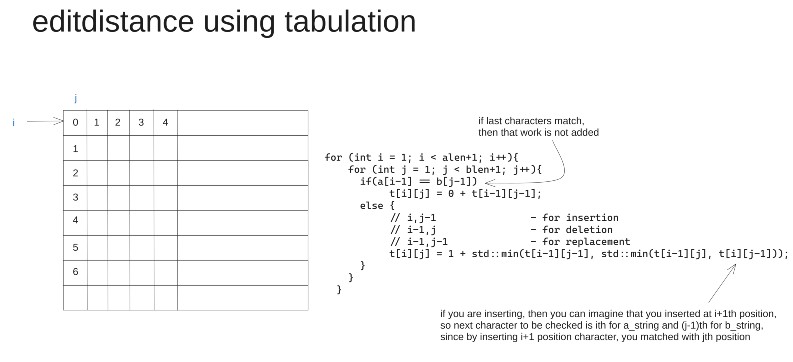 editdistance using tabulation
j
i
0 1 2 3 4
1
2
3
4
5
6
if last characters match,
then that work is not added
for (int i = 1; i < alen+1; i++){
for (int j = 1; j < blen+1; j++){
if(a[i-1] == b[j-1])
t[i][j] = 0 + t[i-1][j-1];
else {
// i,j-1 - for insertion
// i-1,j - for deletion
// i-1,j-1 - for replacement
t[i][j] = 1 + std::min(t[i-1][j-1], std::min(t[i-1][j], t[i][j-1]));
}
}
}
if you are inserting, then you can imagine that you inserted at i+1th position,
so next character to be checked is ith for a_string and (j-1)th for b_string,
since by inserting i+1 position character, you matched with jth position